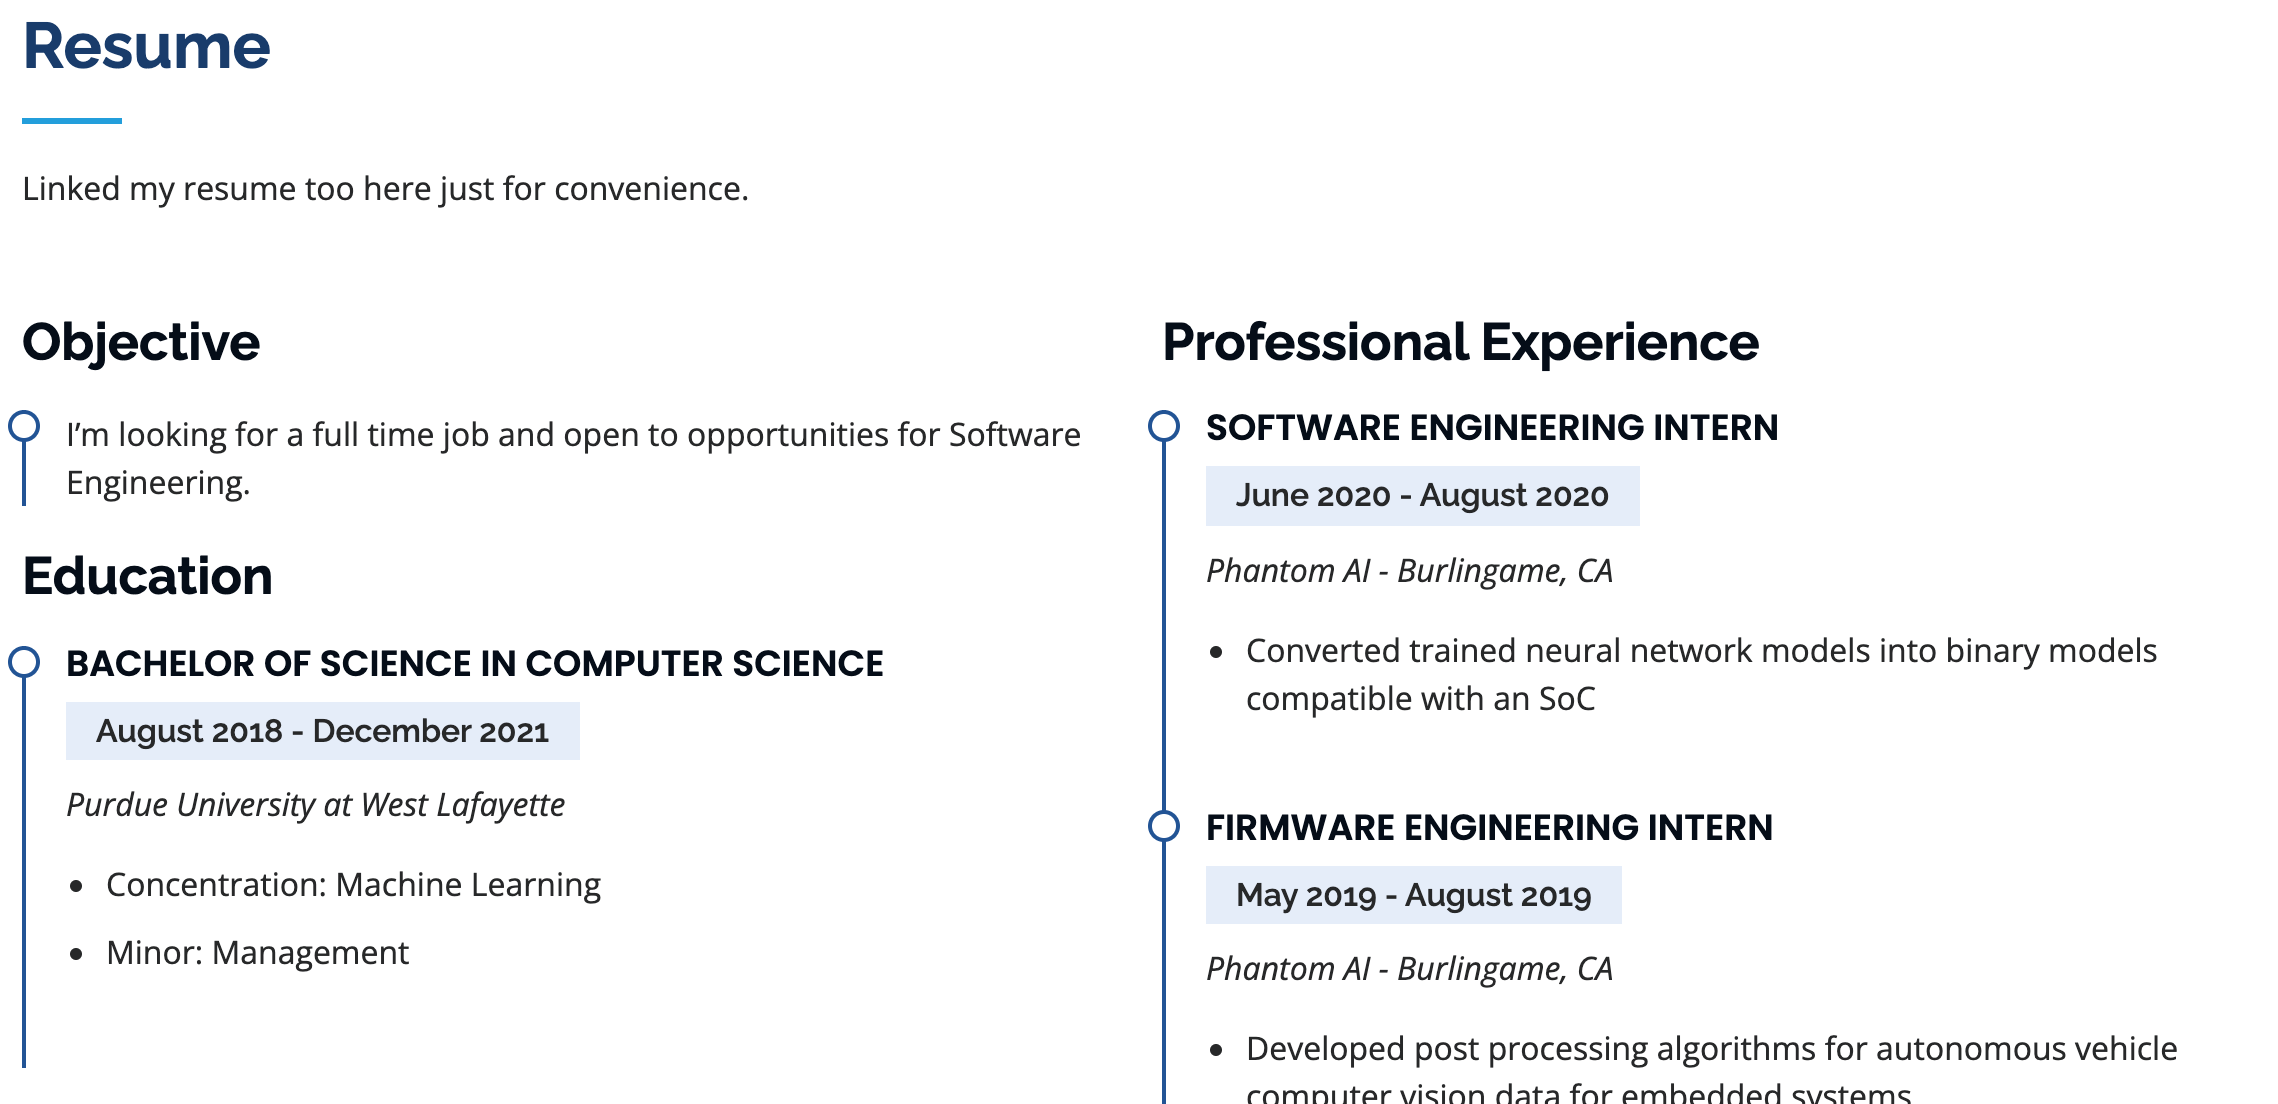 Resume
Linked my resume too here just for convenience.
Objective
I’m looking for a full time job and open to opportunities for Software
Engineering.
Education
BACHELOR OF SCIENCE IN COMPUTER SCIENCE
August 2018 - December 2021
Purdue University at West Lafayette
Concentration: Machine Learning
Minor: Management
Professional Experience
SOFTWARE ENGINEERING INTERN
June 2020 - August 2020
Phantom AI - Burlingame, CA
Converted trained neural network models into binary models
compatible with an SoC
FIRMWARE ENGINEERING INTERN
May 2019 - August 2019
Phantom AI - Burlingame, CA
Developed post processing algorithms for autonomous vehicle
computer vision data for embedded systems